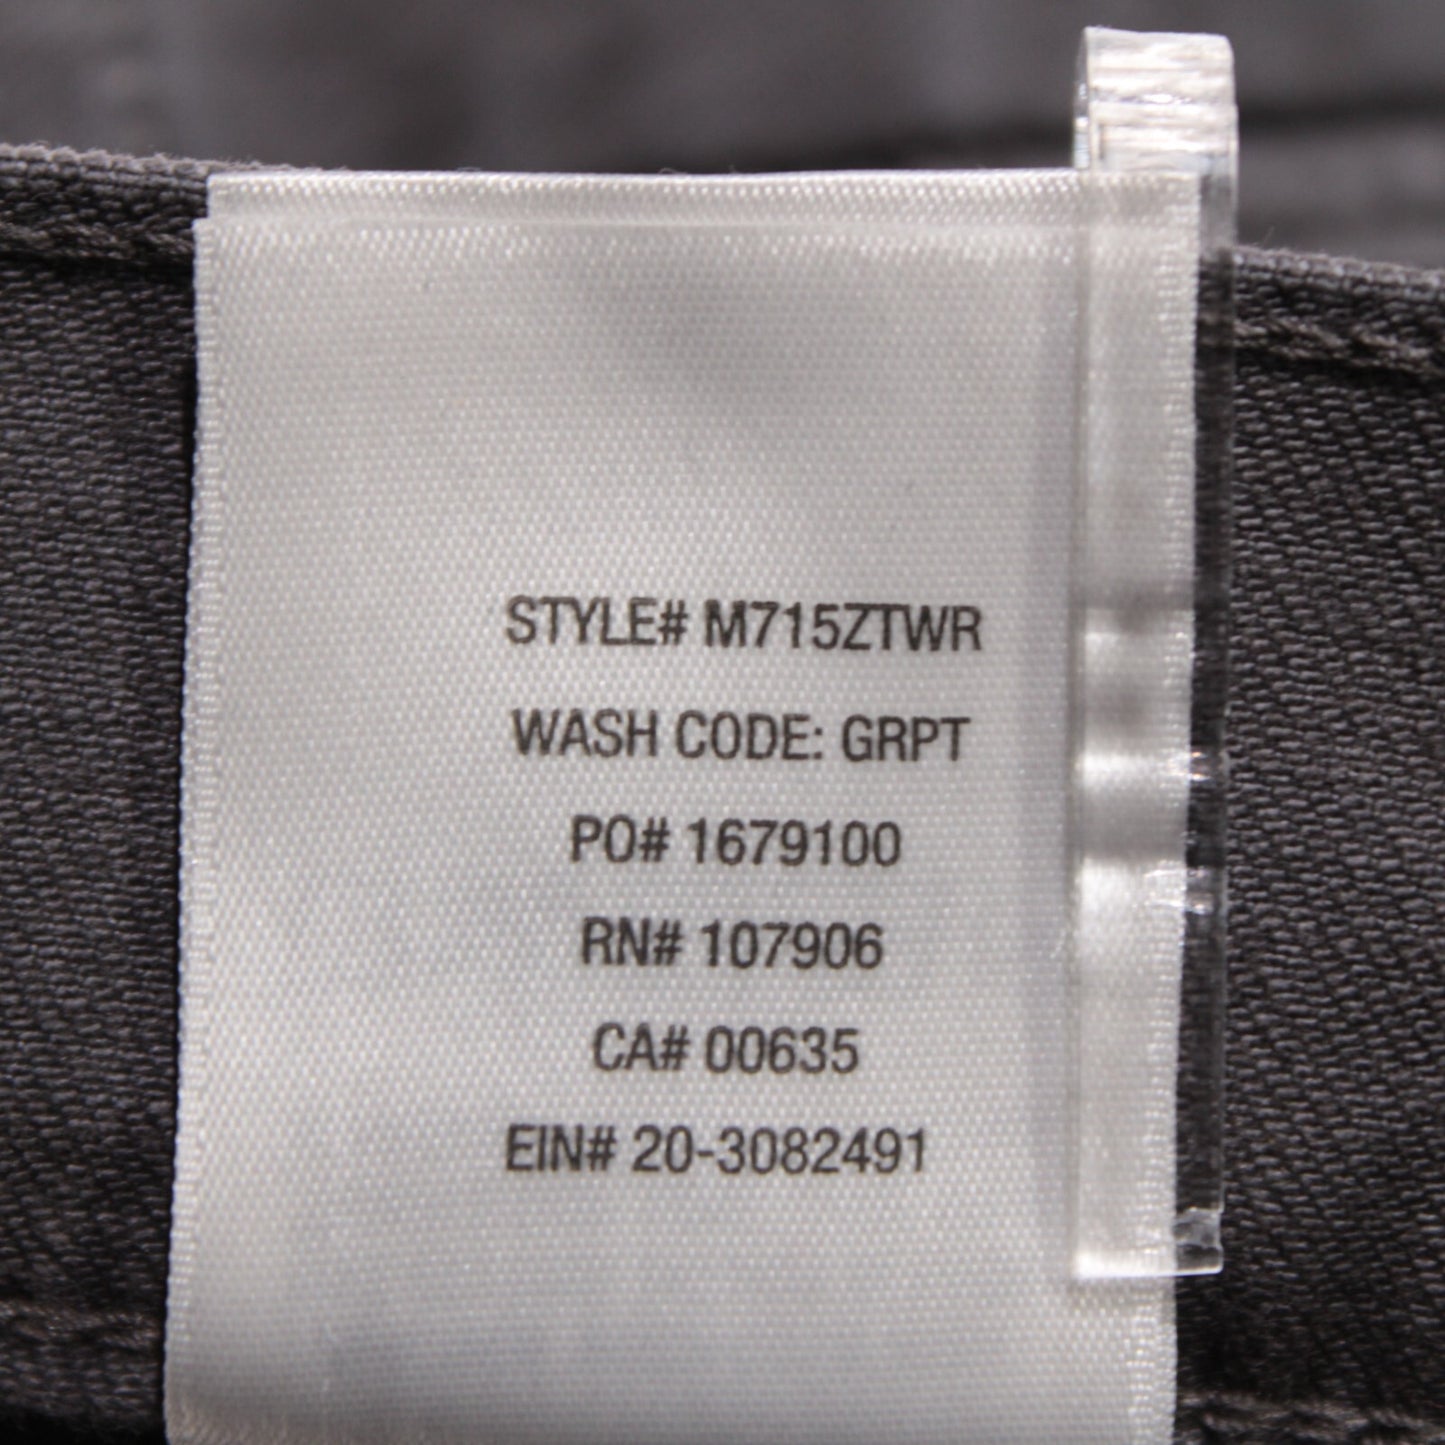 STYLE# M715ZTWR
WASH CODE: GRPT
PO# 1679100
RN# 107906
CA# 00635
EIN# 20-3082491